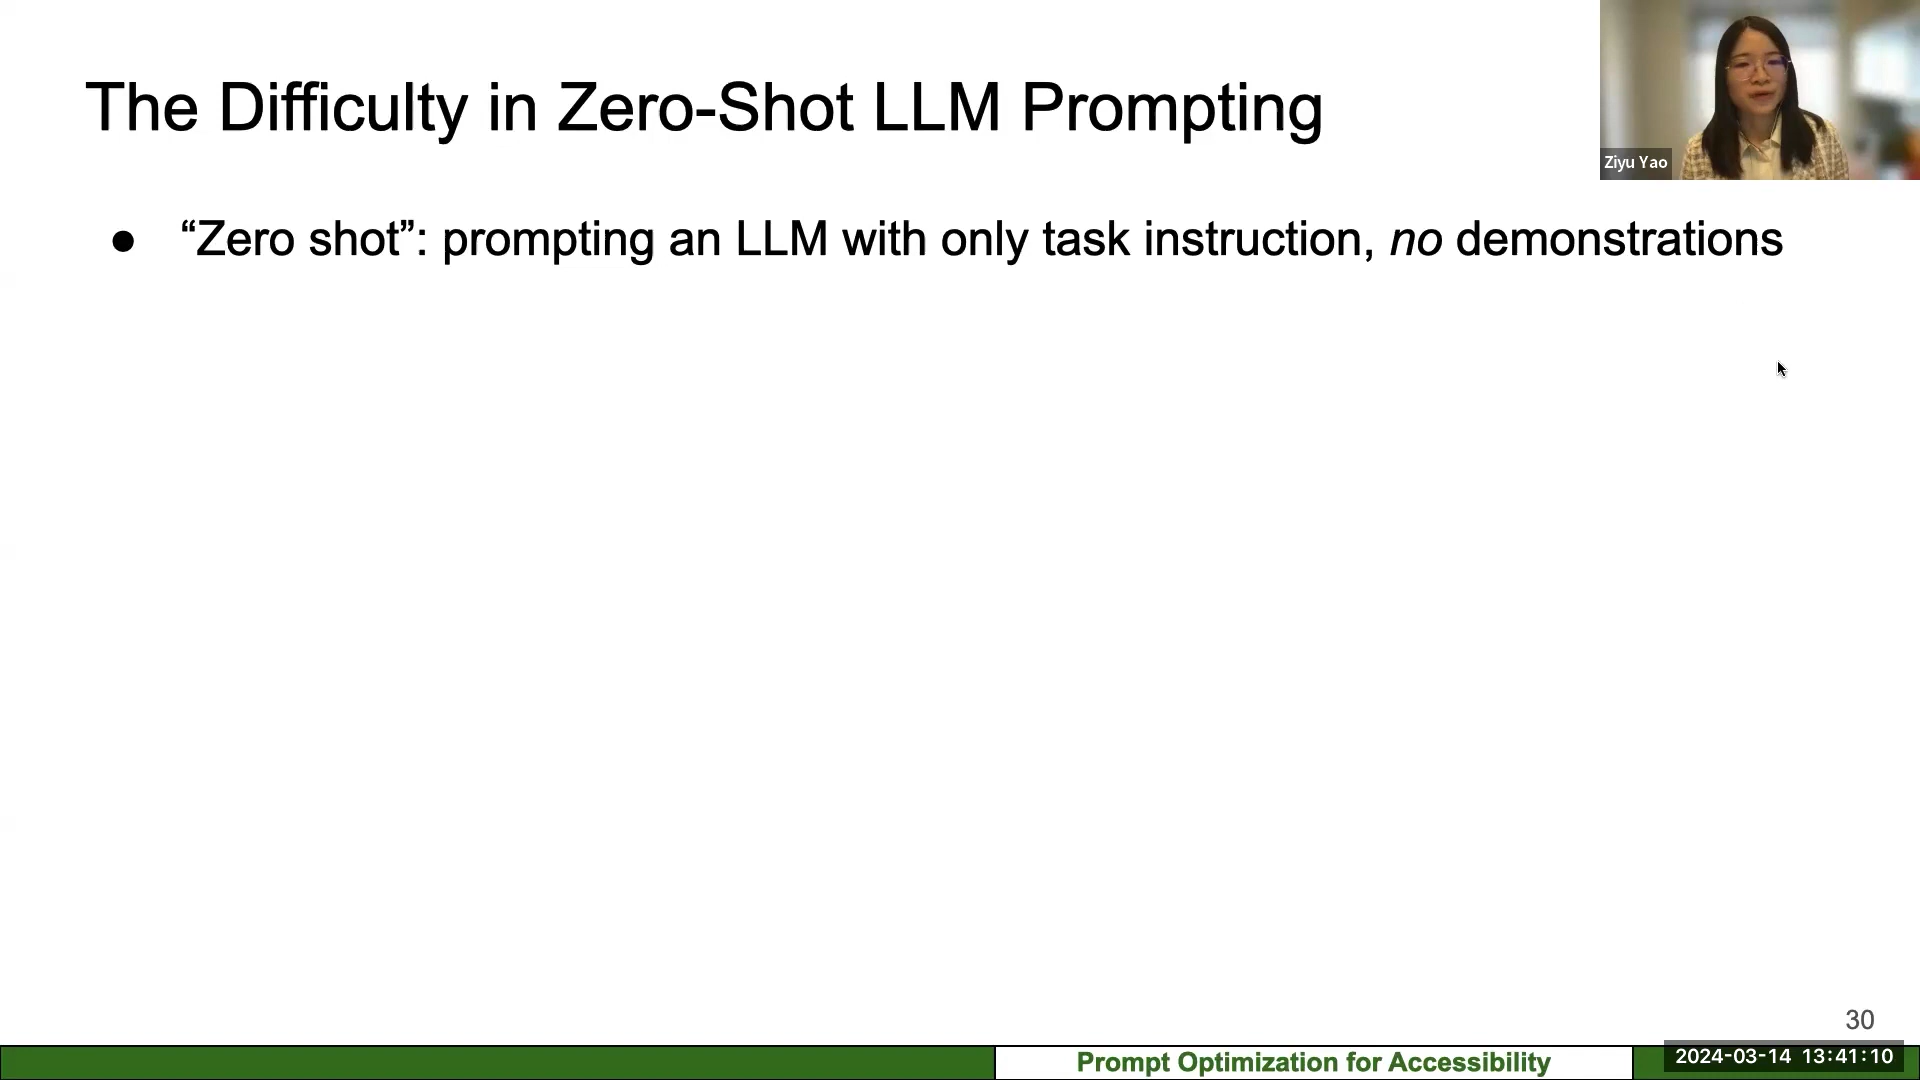 The Difficulty in Zero-Shot LLM Prompting
Ziyu Yao
● “Zero shot”: prompting an LLM with only task instruction, no demonstrations
30
Prompt Optimization for Accessibility
2024-03-14 13:41:10